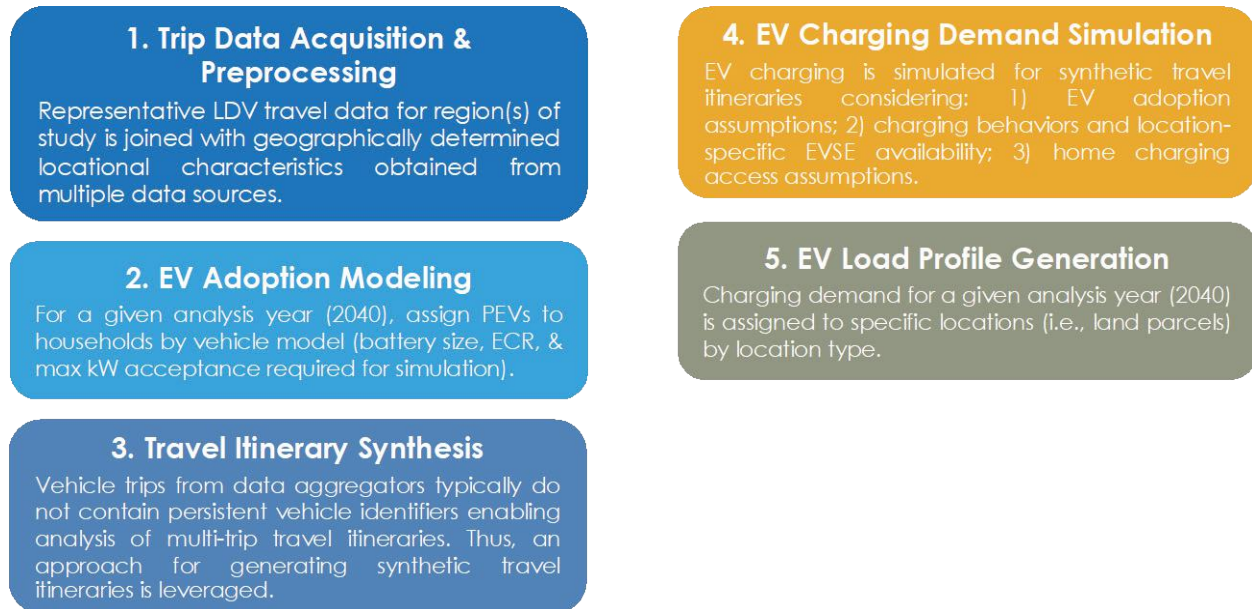 1. Trip Data Acquisition &
Preprocessing
Representative LDV travel data for region(s) of
study is joined with geographically determined
locational characteristics obtained from
multiple data sources.
2. EV Adoption Modeling
For a given analysis year (2040), assign PEVs to
households by vehicle model (battery size, ECR, &
max kW acceptance required for simulation).
3. Travel Itinerary Synthesis
Vehicle trips from data aggregators typically do
not contain persistent vehicle identifiers enabling
analysis of multi-trip travel itineraries. Thus, an
approach for generating synthetic travel
itineraries is leveraged.
4. EV Charging Demand Simulation
EV charging is simulated for synthetic travel
itineraries considering: 1) EV adoption
assumptions; 2) charging behaviors and location-
specific EVSE availability; 3) home charging
access assumptions.
5. EV Load Profile Generation
Charging demand for a given analysis year (2040)
is assigned to specific locations (i.e., land parcels)
by location type.